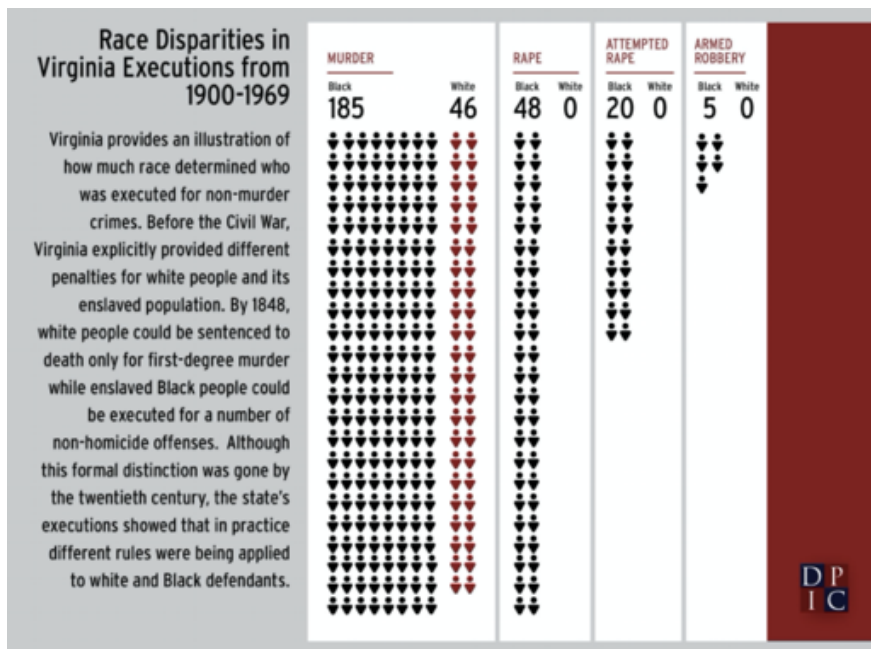 Race Disparities in
Virginia Executions from
1900-1969
Virginia provides an illustration of
how much race determined who
was executed for non-murder
crimes. Before the Civil War,
Virginia explicitly provided different
penalties for white people and its
enslaved population. By 1848,
white people could be sentenced to
death only for first-degree murder
while enslaved Black people could
be executed for a number of
non-homicide offenses. Although
this formal distinction was gone by
the twentieth century, the state's
executions showed that in practice
different rules were being applied
to white and Black defendants.
MURDER
Black White
185 46
RAPE
Black White
48 0
ATTEMPTED
RAPE
Black White
20 0
ARMED
ROBBERY
Black White
5 0
D P
I C